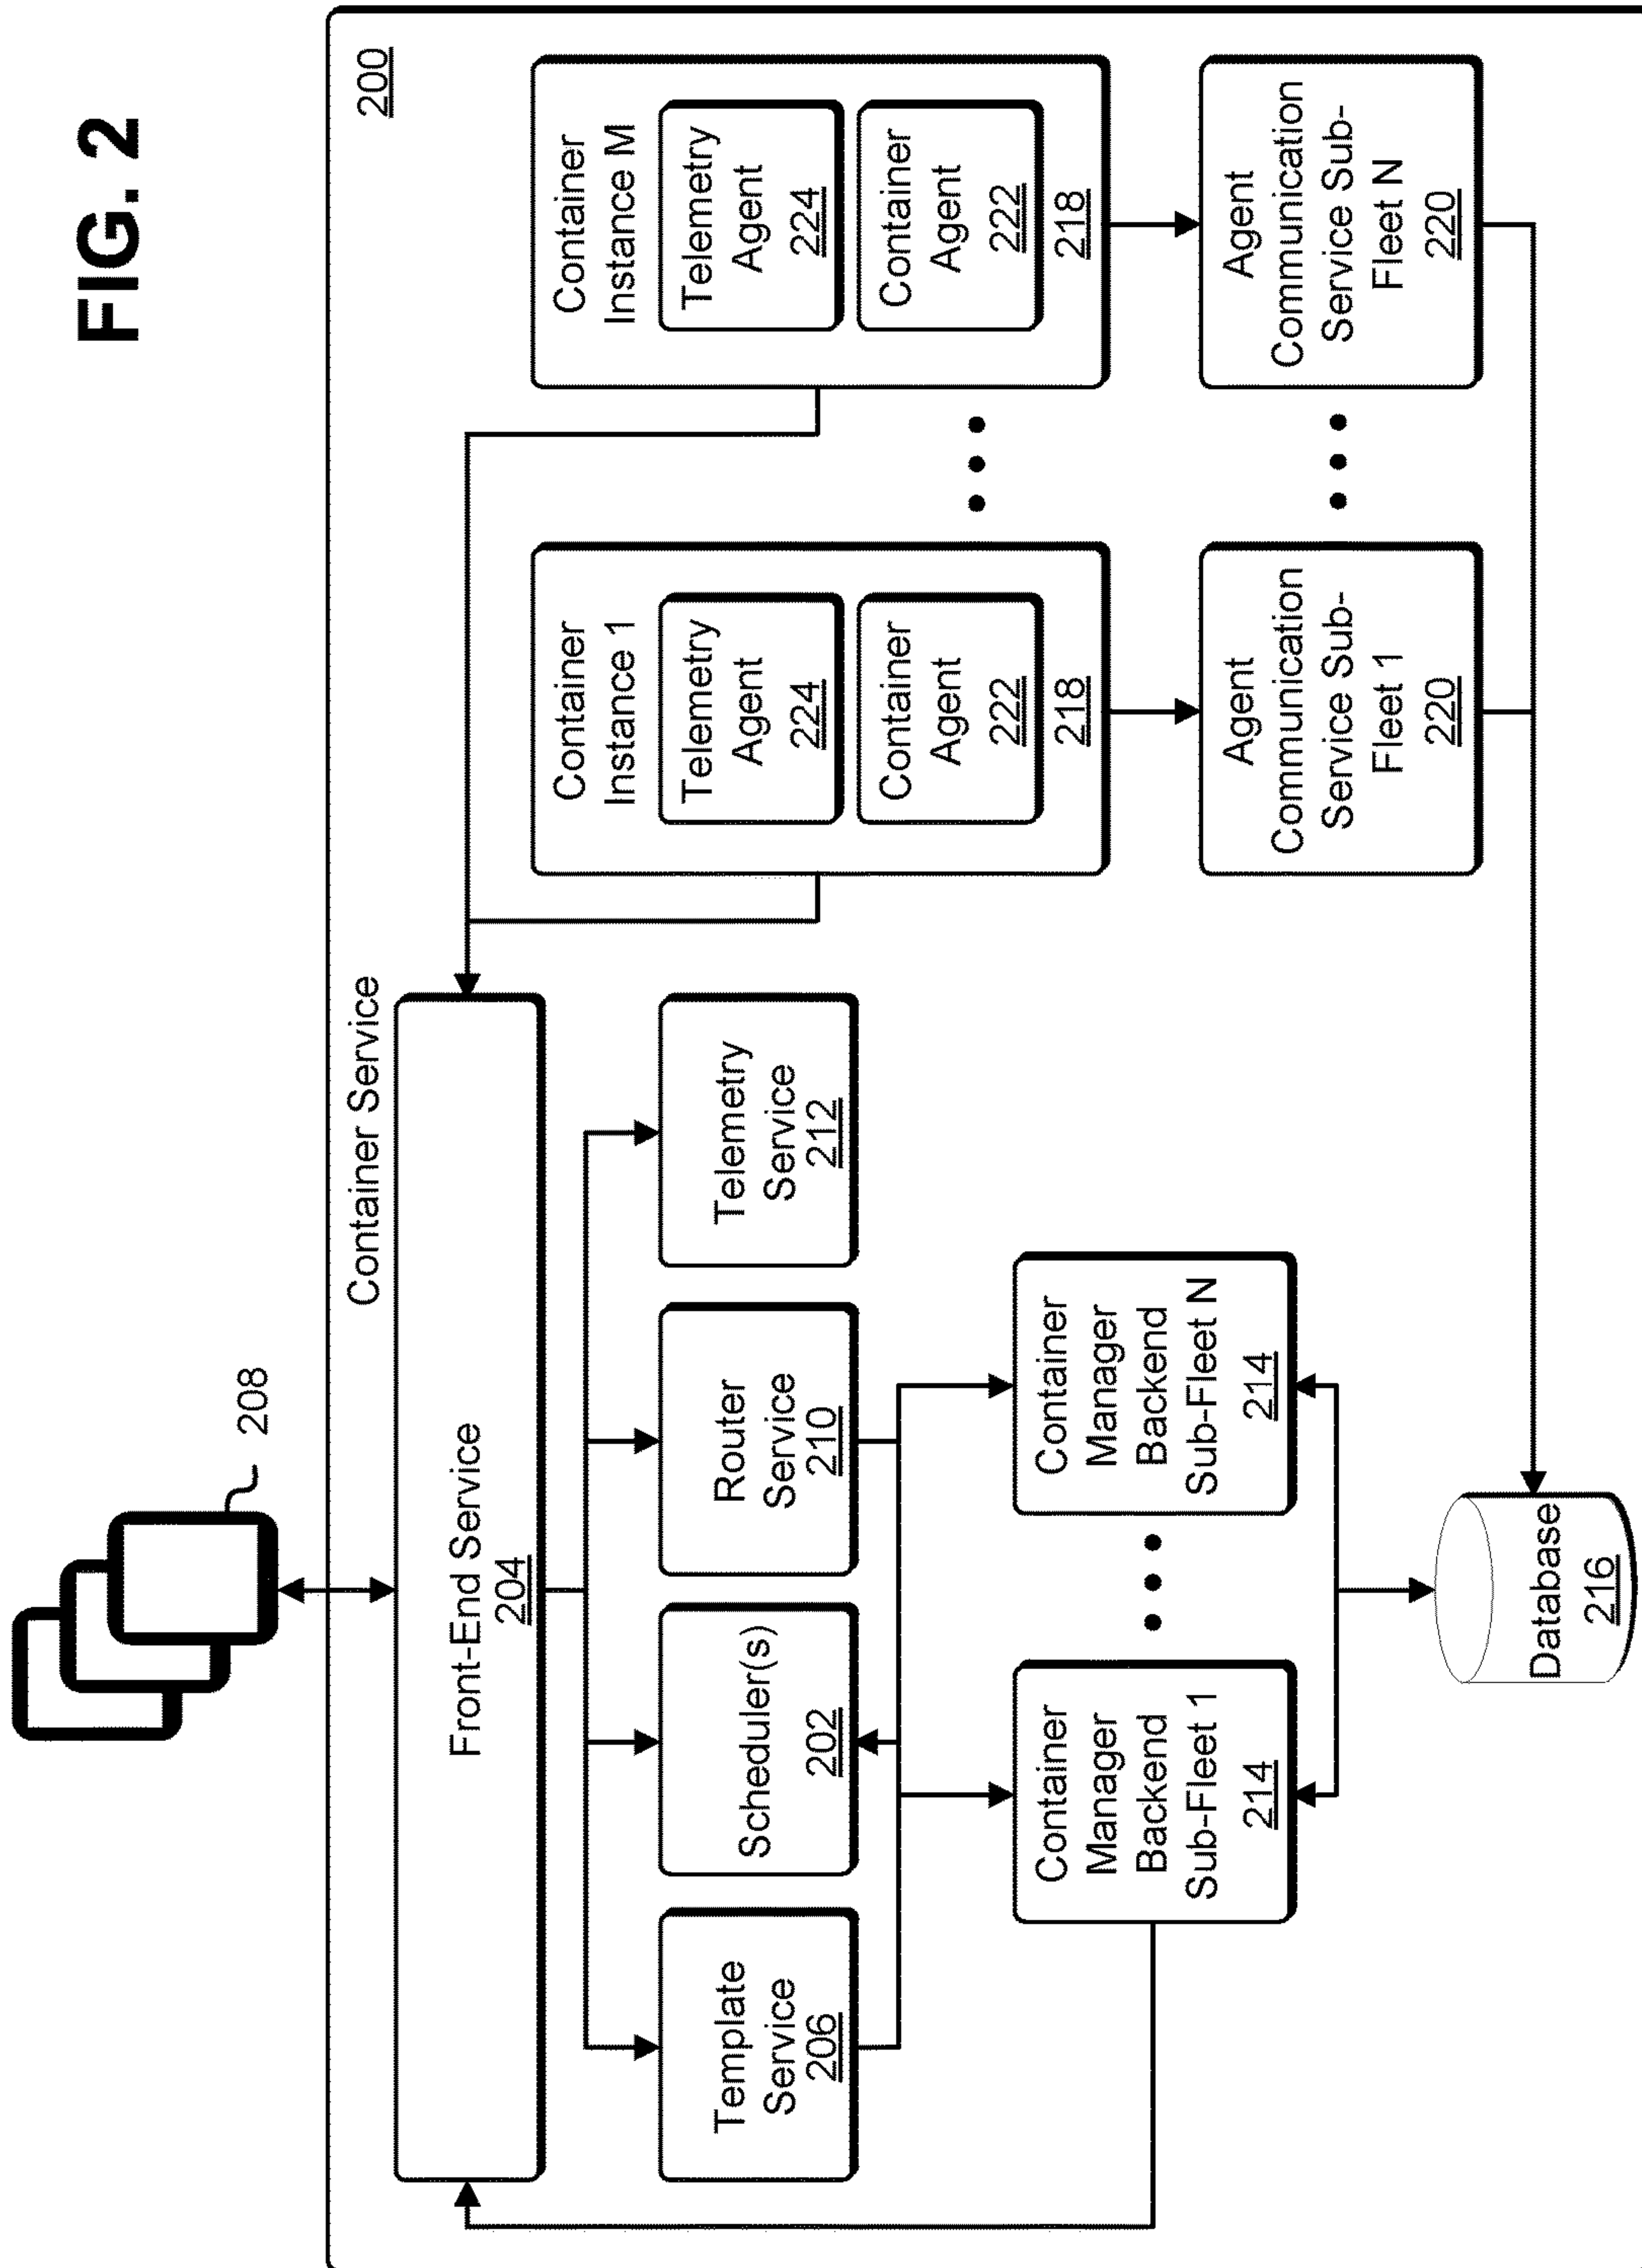 FIG. 2
208
Container Service
200
Front-End Service
204
Template
Service
206
Scheduler(s)
202
Router
Service
210
Telemetry
Service
212
Container
Manager
Backend
Sub-Fleet 1
214
Container
Manager
Backend
Sub-Fleet N
214
Database
216
Container
Instance 1
Telemetry
Agent
224
Container
Agent
222
218
Container
Instance M
Telemetry
Agent
224
Container
Agent
222
218
Agent
Communication
Service Sub-
Fleet 1
220
Agent
Communication
Service Sub-
Fleet N
220